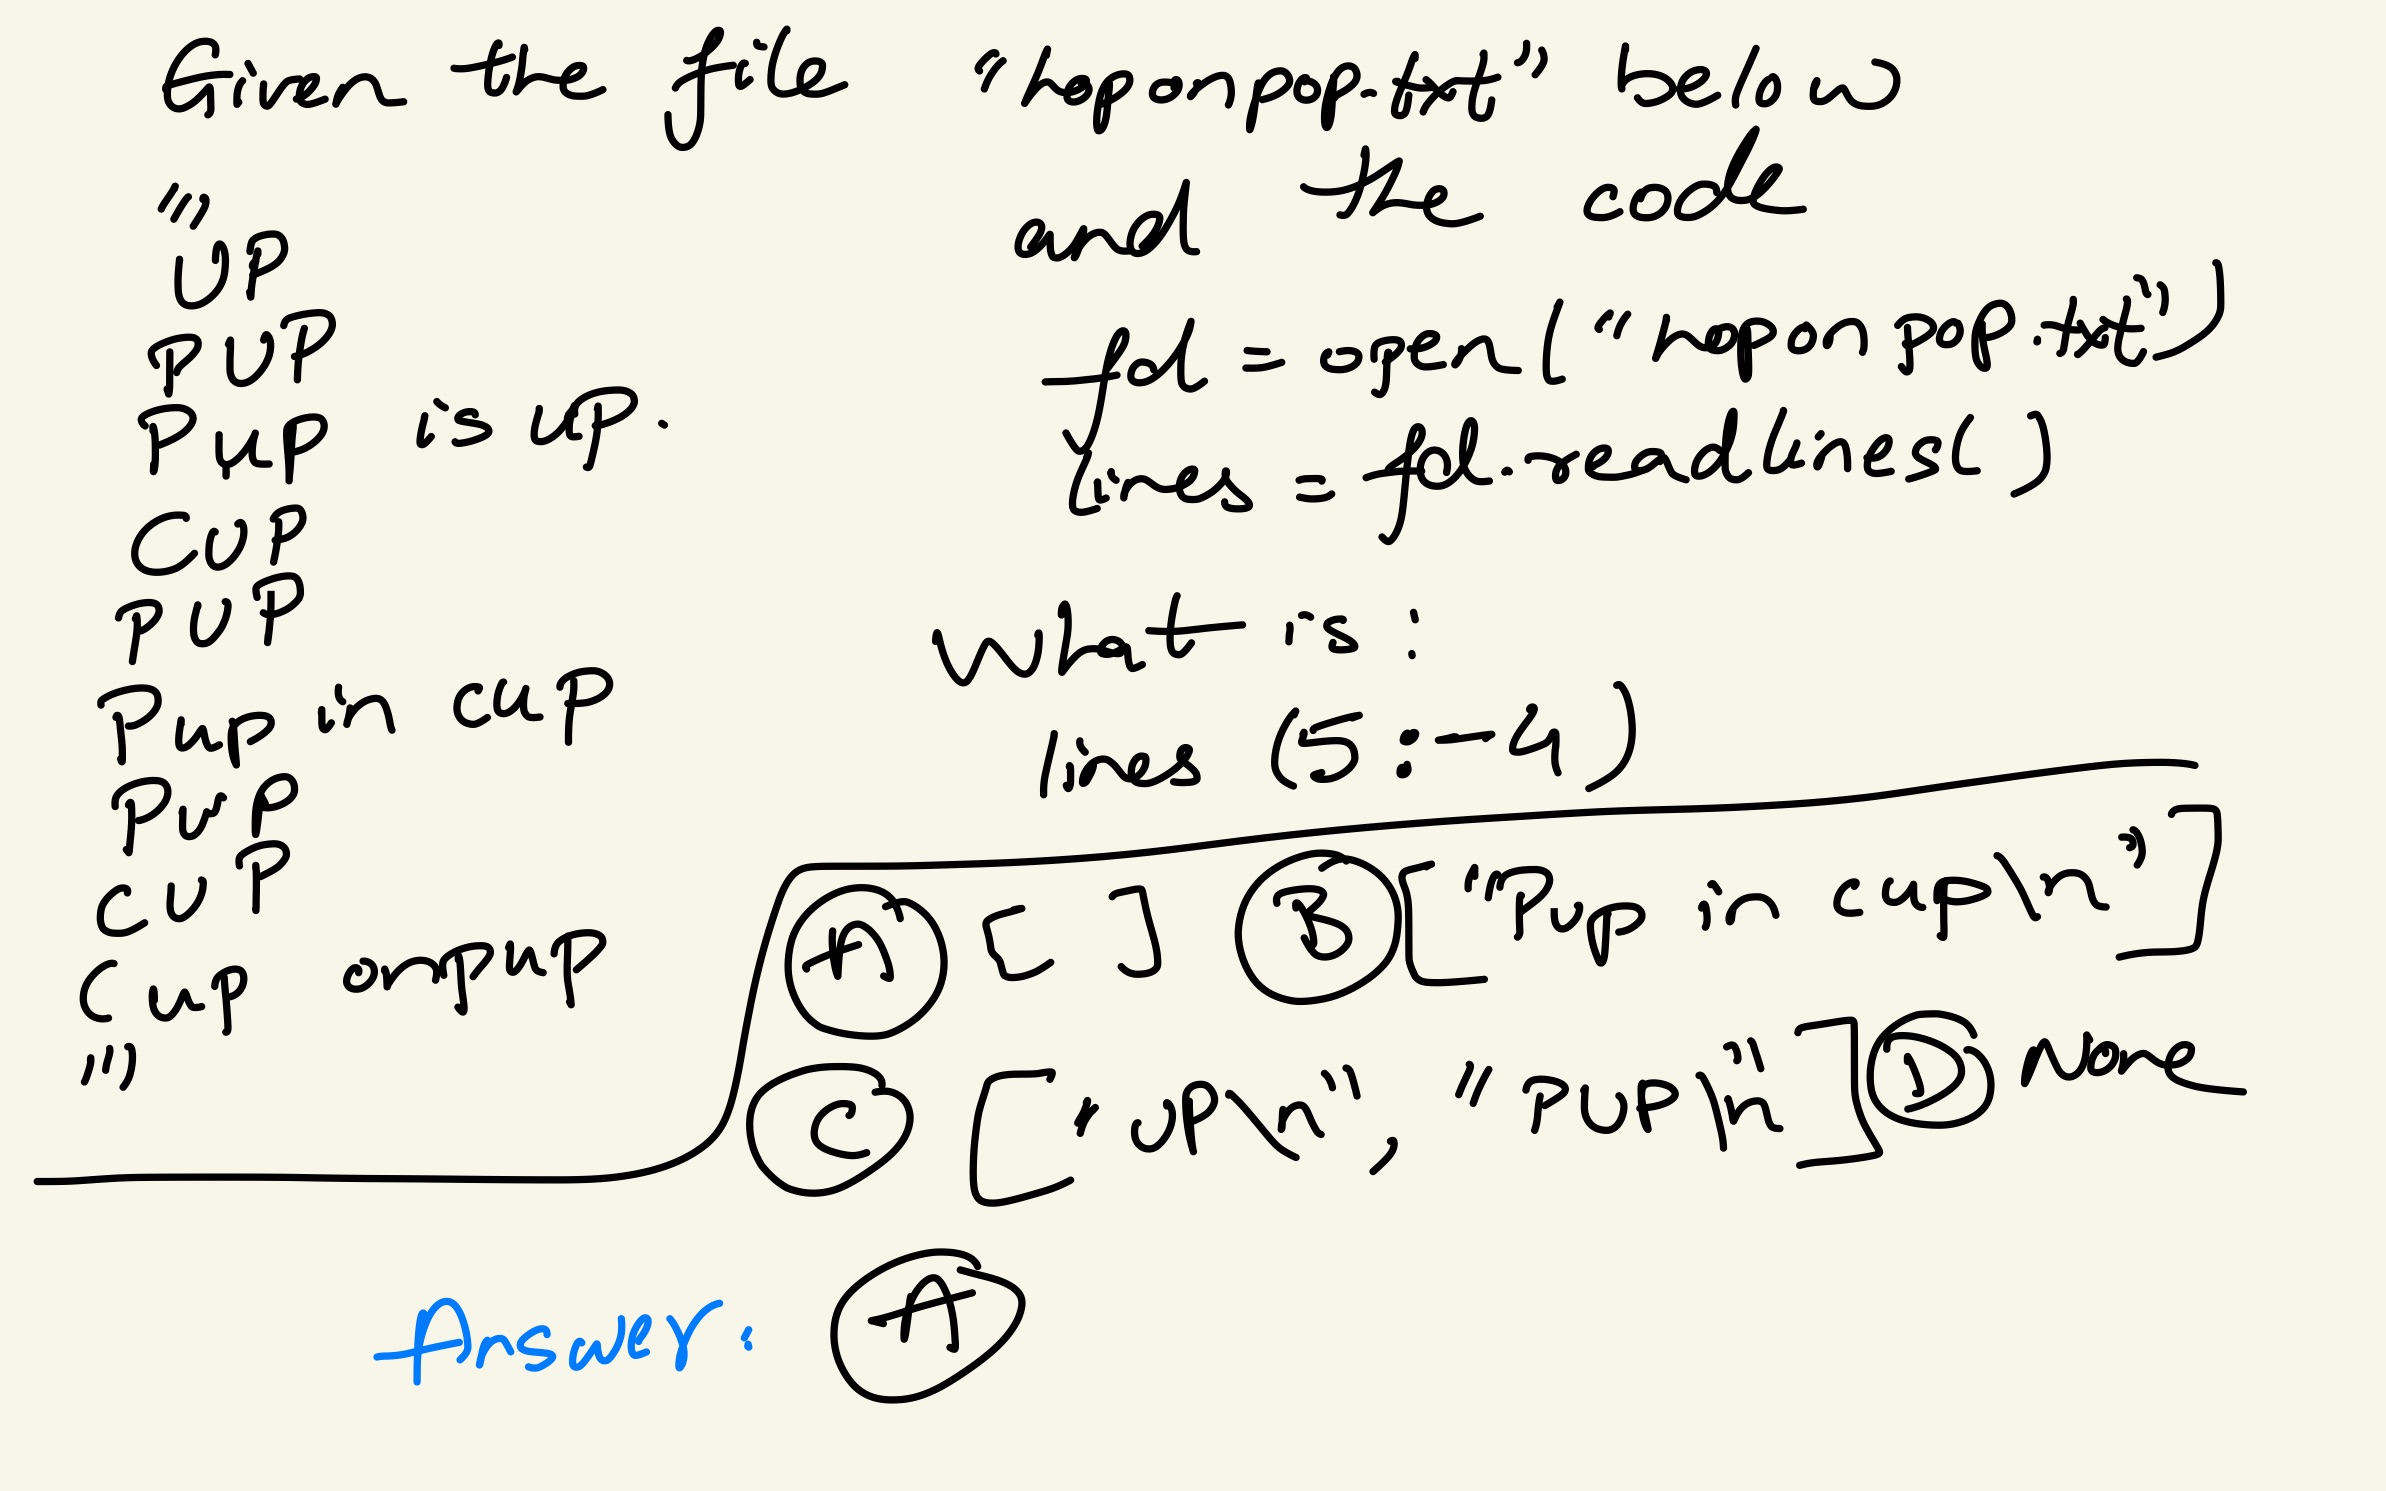 Given the file "hoponpop.txt" below
and the code
"""
UP
PUP
Pup is up.
CUP
PUP
Pup in cup
PUP
CUP
Cup on pup
"""
fd = open("hoponpop.txt")
lines = fd.readlines()
What is :
lines (5:-4)
A [ ] B ["Pup in cup\n"]
C ["UP\n", "PUP\n"] D None
Answer: A